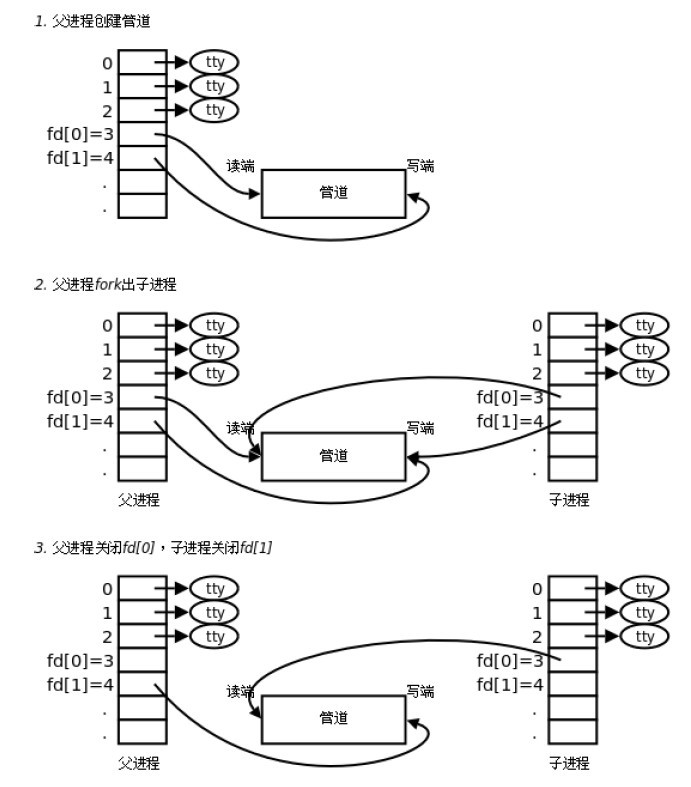 1. 父进程创建管道
0 tty
1 tty
2 tty
fd[0]=3
fd[1]=4
.
.
读端 写端
管道
2. 父进程fork出子进程
0 tty 0 tty
1 tty 1 tty
2 tty 2 tty
fd[0]=3 fd[0]=3
fd[1]=4 fd[1]=4
读端 写端
. .
管道
. .
父进程 子进程
3. 父进程关闭fd[0]，子进程关闭fd[1]
0 tty 0 tty
1 tty 1 tty
2 tty 2 tty
fd[0]=3 fd[0]=3
fd[1]=4 fd[1]=4
读端 写端
. .
管道
. .
父进程 子进程